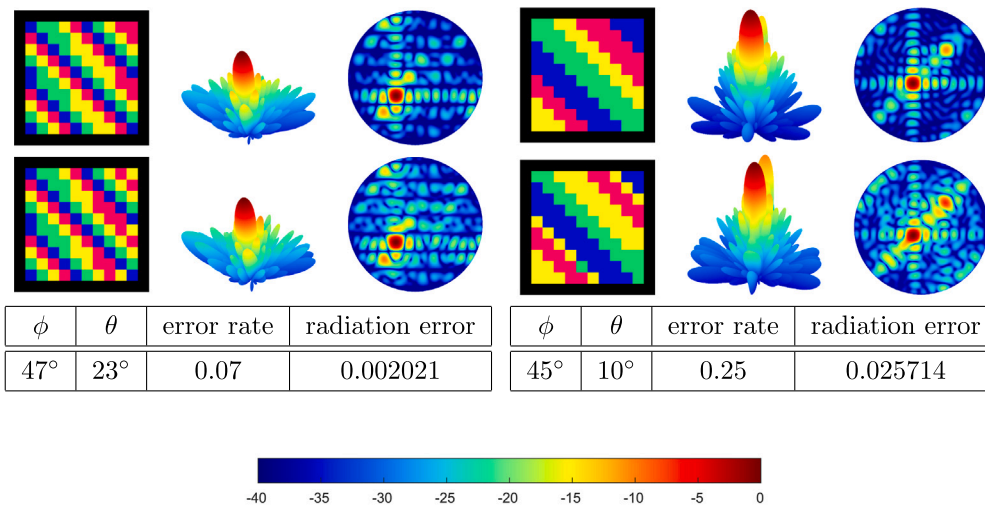 ϕ θ error rate radiation error
47° 23° 0.07 0.002021
ϕ θ error rate radiation error
45° 10° 0.25 0.025714
-40 -35 -30 -25 -20 -15 -10 -5 0